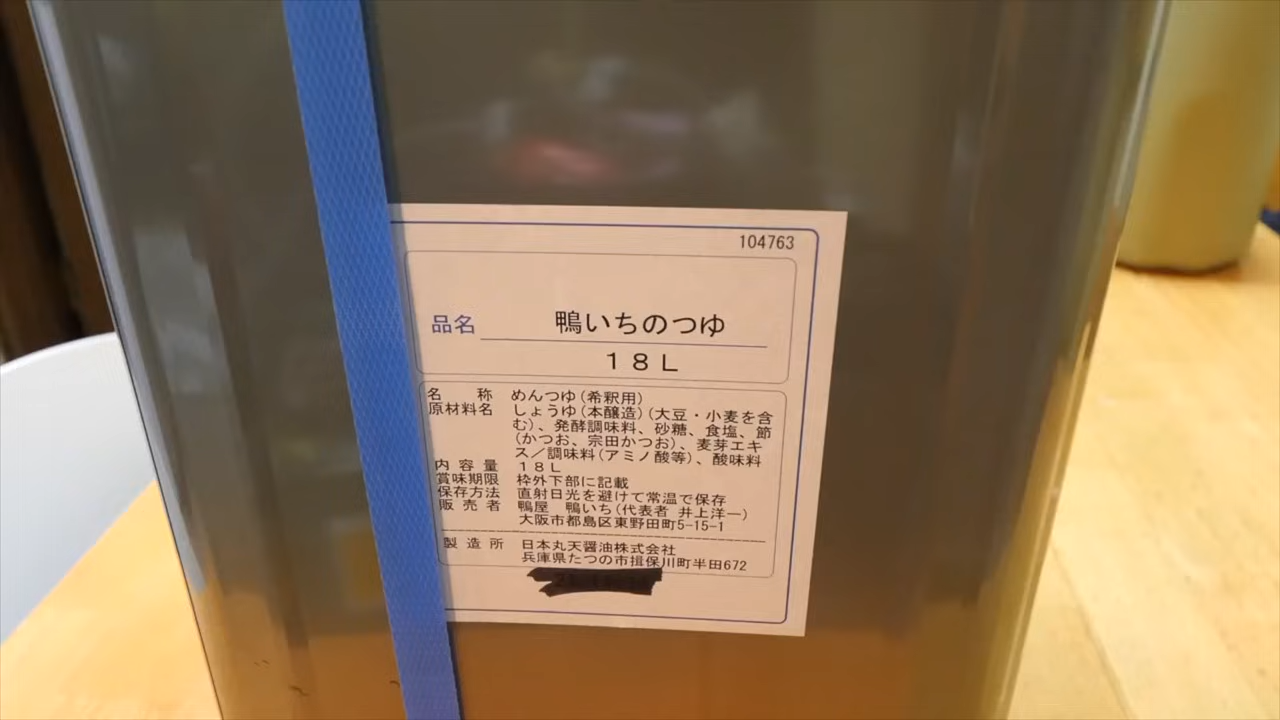 104763
品名 鴨いちのつゆ
18L
名称 めんつゆ(希釈用)
原材料名 しょうゆ(本醸造)(大豆・小麦を含
む)、発酵調味料、砂糖、食塩、節
(かつお、宗田かつお)、麦芽エキ
ス/調味料(アミノ酸等)、酸味料
内容量 18L
賞味期限 枠外下部に記載
保存方法 直射日光を避けて常温で保存
販売者 鴨屋 鴨いち(代表者 井上洋一)
大阪市都島区東野田町5-15-1
製造所 日本丸天醤油株式会社
兵庫県たつの市揖保川町半田672